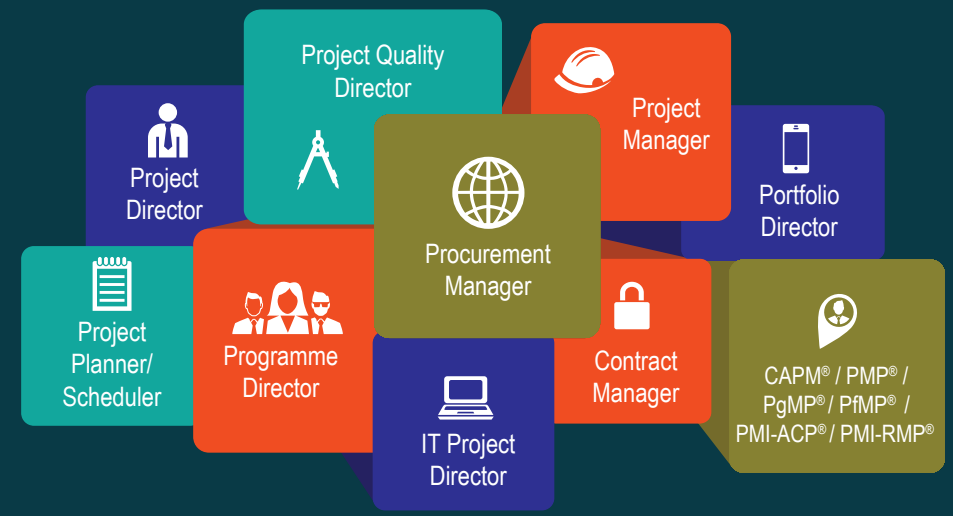 Project Quality
Director
Project
Manager
Project
Director
Portfolio
Director
Procurement
Manager
Project
Planner/
Scheduler
Programme
Director
Contract
Manager
CAPM® / PMP® /
PgMP® / PfMP® /
PMI-ACP® / PMI-RMP®
IT Project
Director